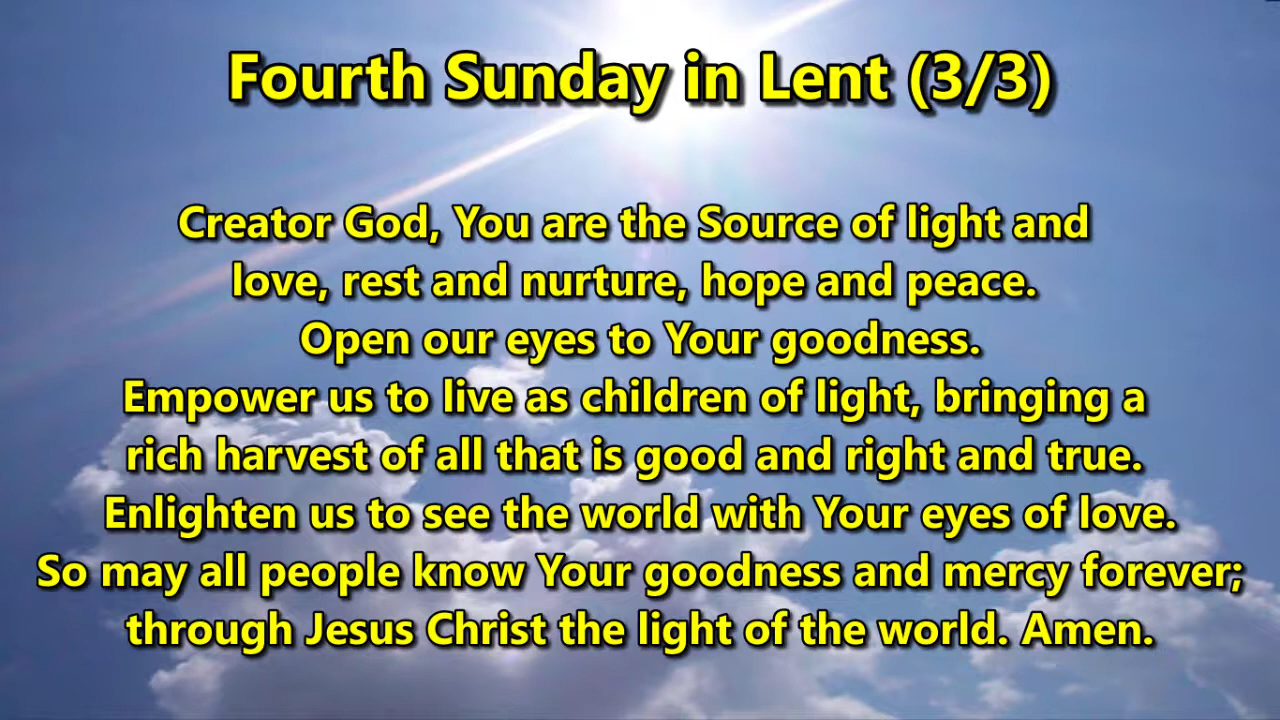 Fourth Sunday in Lent (3/3)
Creator God, You are the Source of light and
love, rest and nurture, hope and peace.
Open our eyes to Your goodness.
Empower us to live as children of light, bringing a
rich harvest of all that is good and right and true.
Enlighten us to see the world with Your eyes of love.
So may all people know Your goodness and mercy forever;
through Jesus Christ the light of the world. Amen.